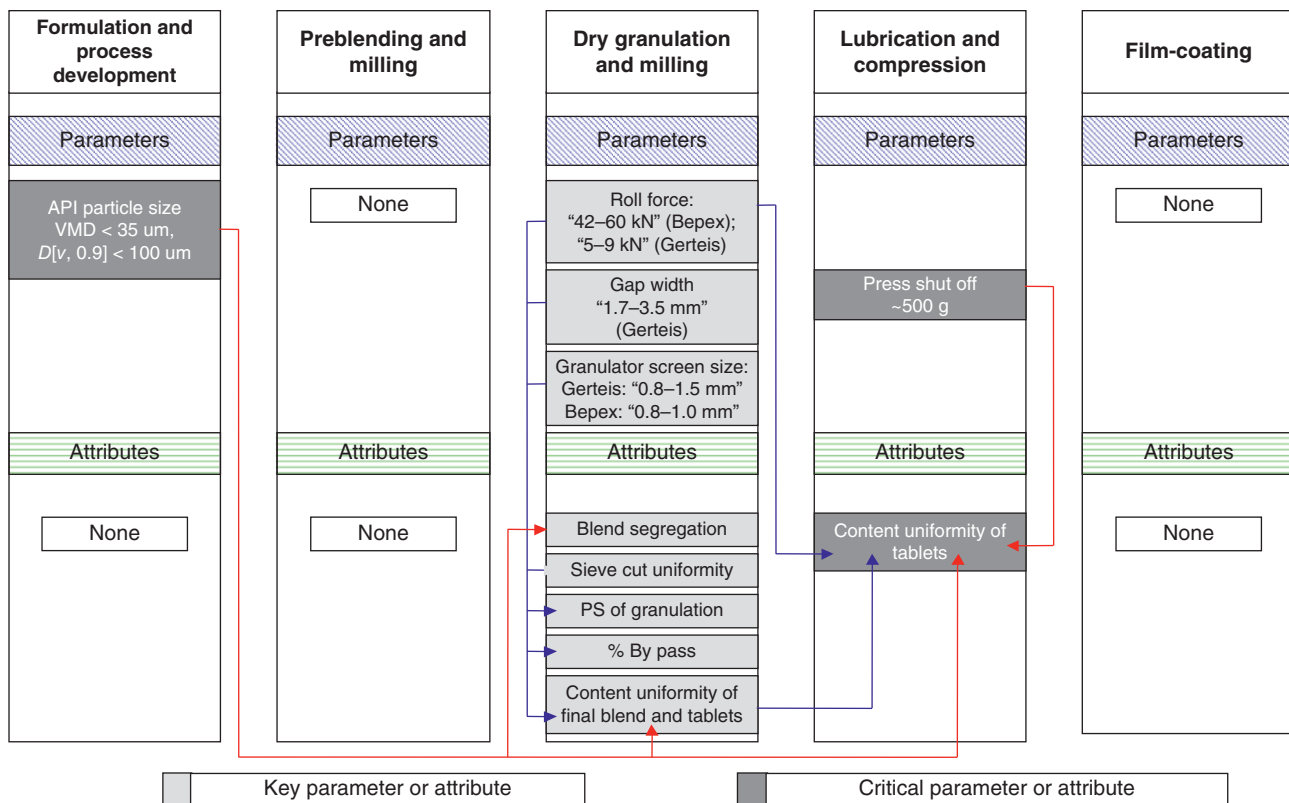 Formulation and
process
development
Parameters
API particle size
VMD < 35 um,
D[v, 0.9] < 100 um
Attributes
None
Preblending and
milling
Parameters
None
Attributes
None
Dry granulation
and milling
Parameters
Roll force:
“42–60 kN” (Bepex);
“5–9 kN” (Gerteis)
Gap width
“1.7–3.5 mm”
(Gerteis)
Granulator screen size:
Gerteis: “0.8–1.5 mm”
Bepex: “0.8–1.0 mm”
Attributes
Blend segregation
Sieve cut uniformity
PS of granulation
% By pass
Content uniformity of
final blend and tablets
Lubrication and
compression
Parameters
Press shut off
~500 g
Attributes
Content uniformity of
tablets
Film-coating
Parameters
None
Attributes
None
Key parameter or attribute
Critical parameter or attribute